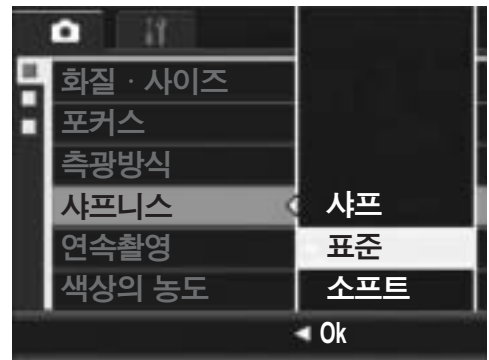 화질 · 사이즈
포커스
측광방식
샤프니스
샤프
연속촬영
표준
색상의 농도
소프트
Ok